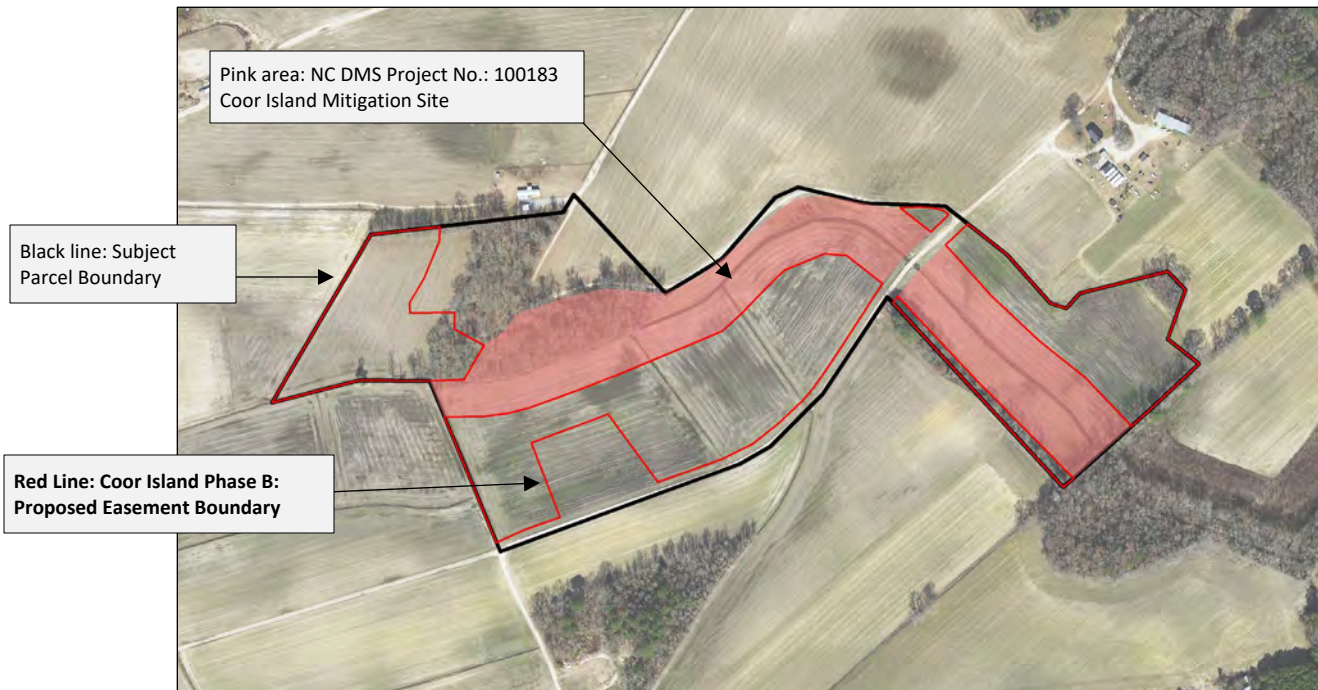 Pink area: NC DMS Project No.: 100183
Coor Island Mitigation Site
Black line: Subject
Parcel Boundary
Red Line: Coor Island Phase B:
Proposed Easement Boundary